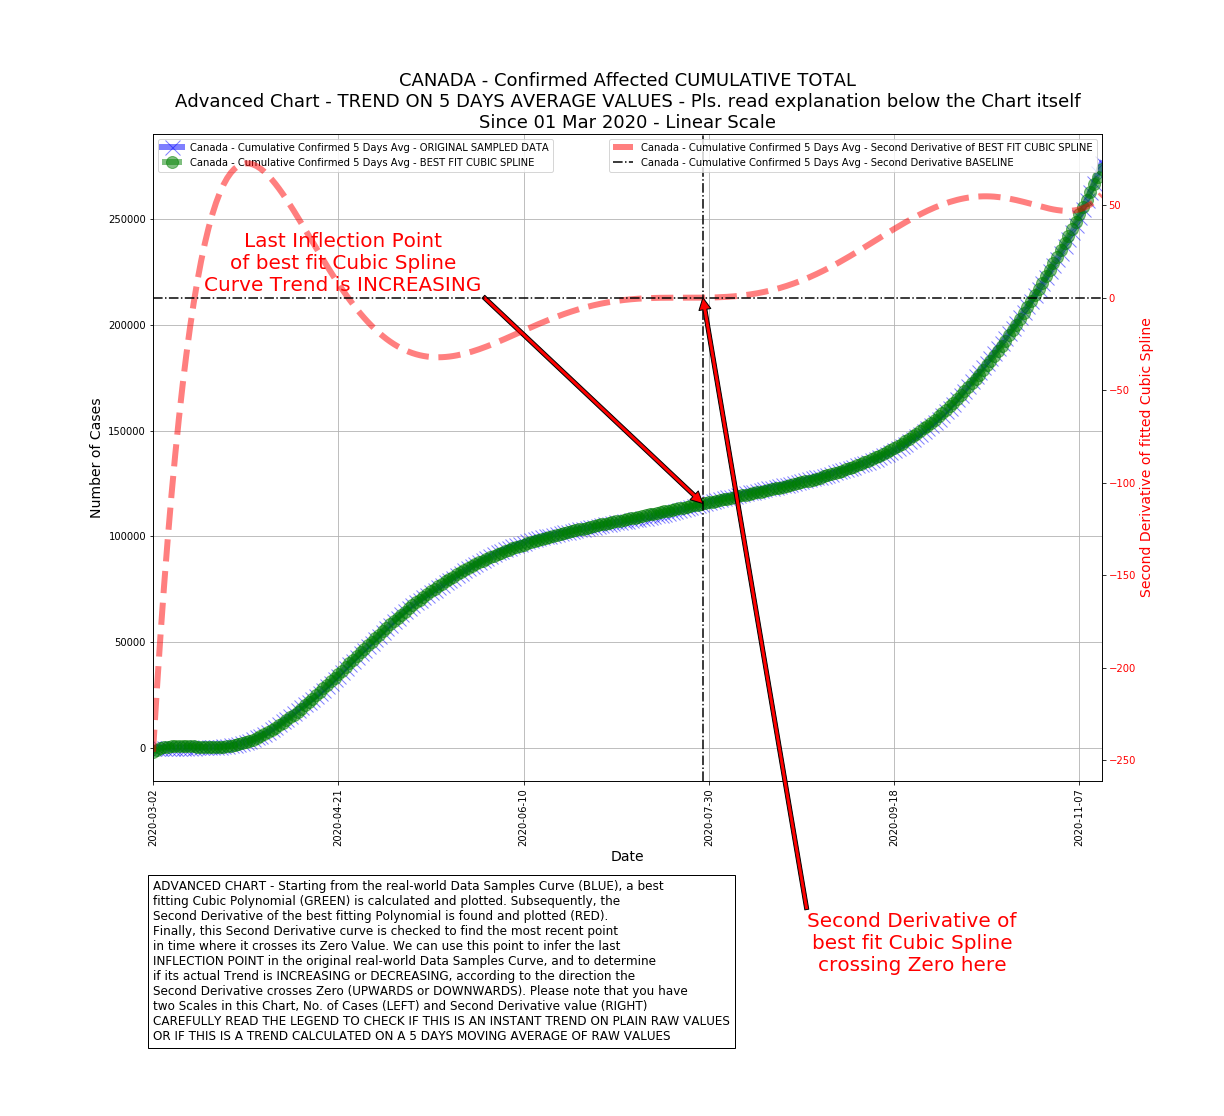 CANADA - Confirmed Affected CUMULATIVE TOTAL
Advanced Chart - TREND ON 5 DAYS AVERAGE VALUES - Pls. read explanation below the Chart itself
Since 01 Mar 2020 - Linear Scale
Canada - Cumulative Confirmed 5 Days Avg - ORIGINAL SAMPLED DATA
Canada - Cumulative Confirmed 5 Days Avg - BEST FIT CUBIC SPLINE
Canada - Cumulative Confirmed 5 Days Avg - Second Derivative of BEST FIT CUBIC SPLINE
Canada - Cumulative Confirmed 5 Days Avg - Second Derivative BASELINE
Last Inflection Point
of best fit Cubic Spline
Curve Trend is INCREASING
Number of Cases
250000
200000
150000
100000
50000
0
50
0
−50
−100
−150
−200
−250
Second Derivative of fitted Cubic Spline
2020-03-02
2020-04-21
2020-06-10
2020-07-30
2020-09-18
2020-11-07
Date
Second Derivative of
best fit Cubic Spline
crossing Zero here
ADVANCED CHART - Starting from the real-world Data Samples Curve (BLUE), a best
fitting Cubic Polynomial (GREEN) is calculated and plotted. Subsequently, the
Second Derivative of the best fitting Polynomial is found and plotted (RED).
Finally, this Second Derivative curve is checked to find the most recent point
in time where it crosses its Zero Value. We can use this point to infer the last
INFLECTION POINT in the original real-world Data Samples Curve, and to determine
if its actual Trend is INCREASING or DECREASING, according to the direction the
Second Derivative crosses Zero (UPWARDS or DOWNWARDS). Please note that you have
two Scales in this Chart, No. of Cases (LEFT) and Second Derivative value (RIGHT)
CAREFULLY READ THE LEGEND TO CHECK IF THIS IS AN INSTANT TREND ON PLAIN RAW VALUES
OR IF THIS IS A TREND CALCULATED ON A 5 DAYS MOVING AVERAGE OF RAW VALUES